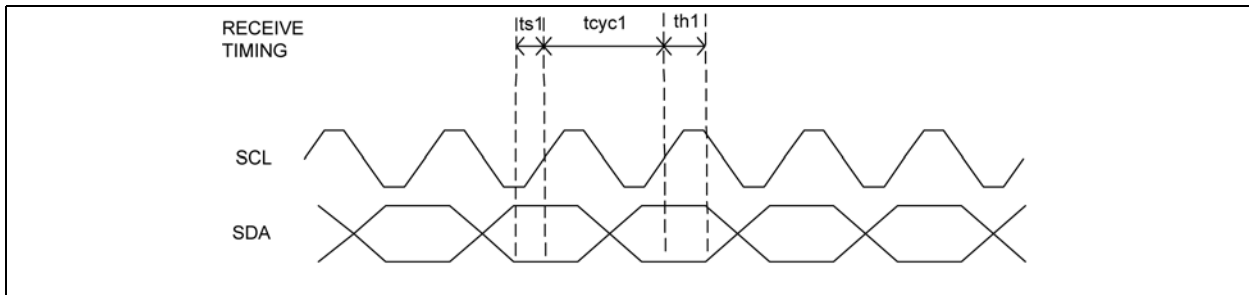 RECEIVE
TIMING
ts1
tcyc1
th1
SCL
SDA